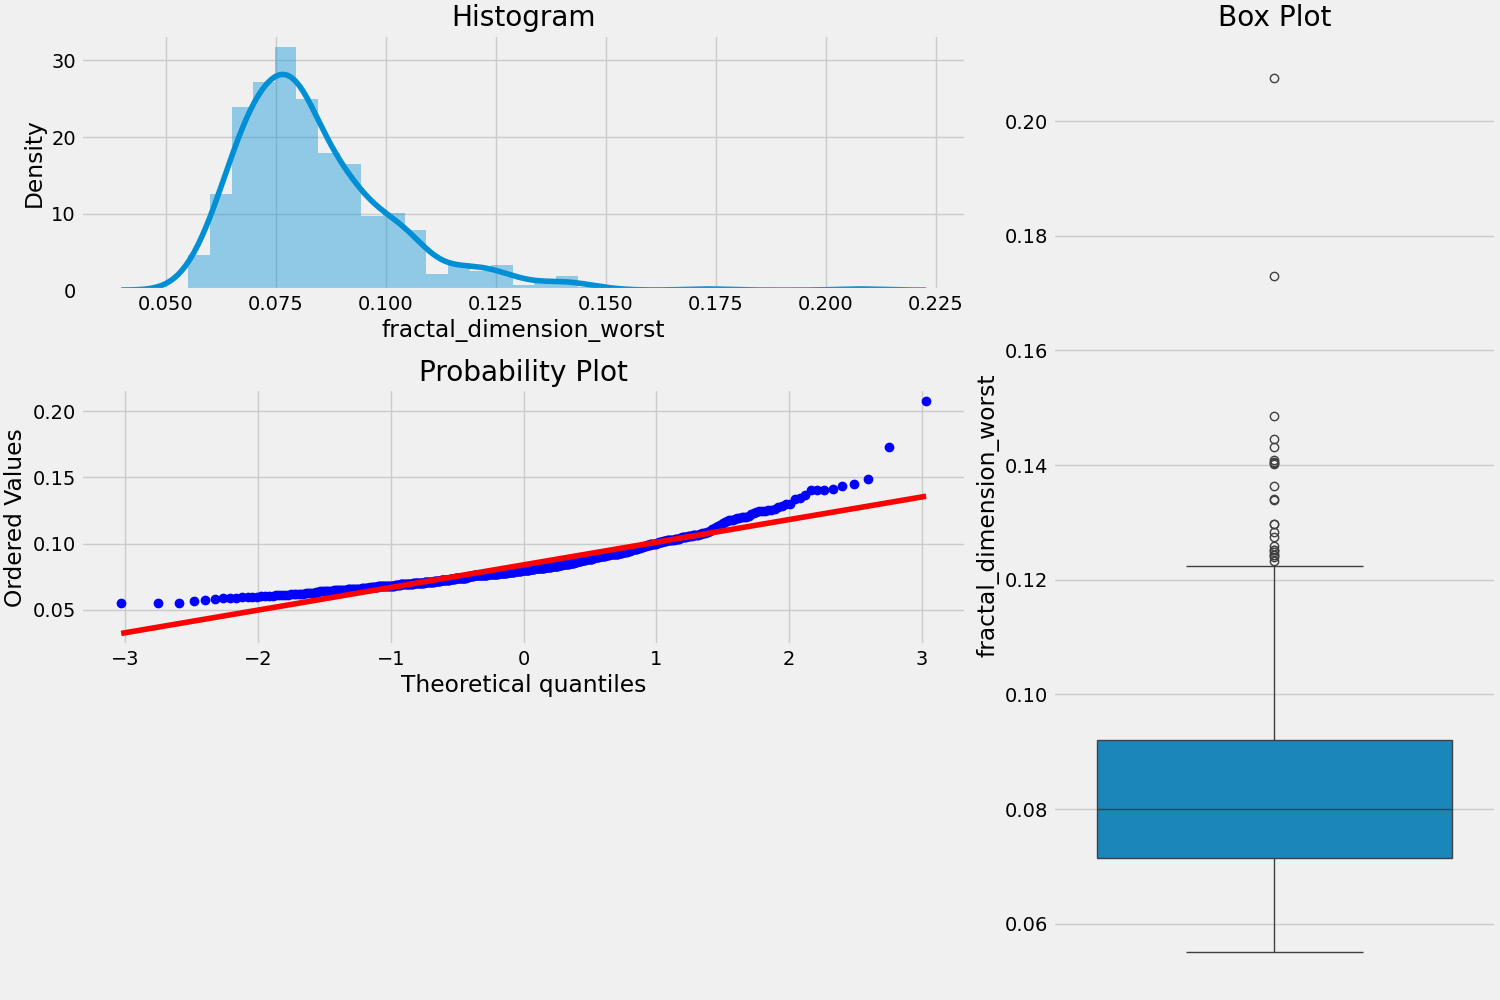 Histogram
30
20
10
0
Density
0.050 0.075 0.100 0.125 0.150 0.175 0.200 0.225
fractal_dimension_worst
Probability Plot
0.20
0.15
0.10
0.05
Ordered Values
−3 −2 −1 0 1 2 3
Theoretical quantiles
Box Plot
0.20
0.18
0.16
0.14
0.12
0.10
0.08
0.06
fractal_dimension_worst